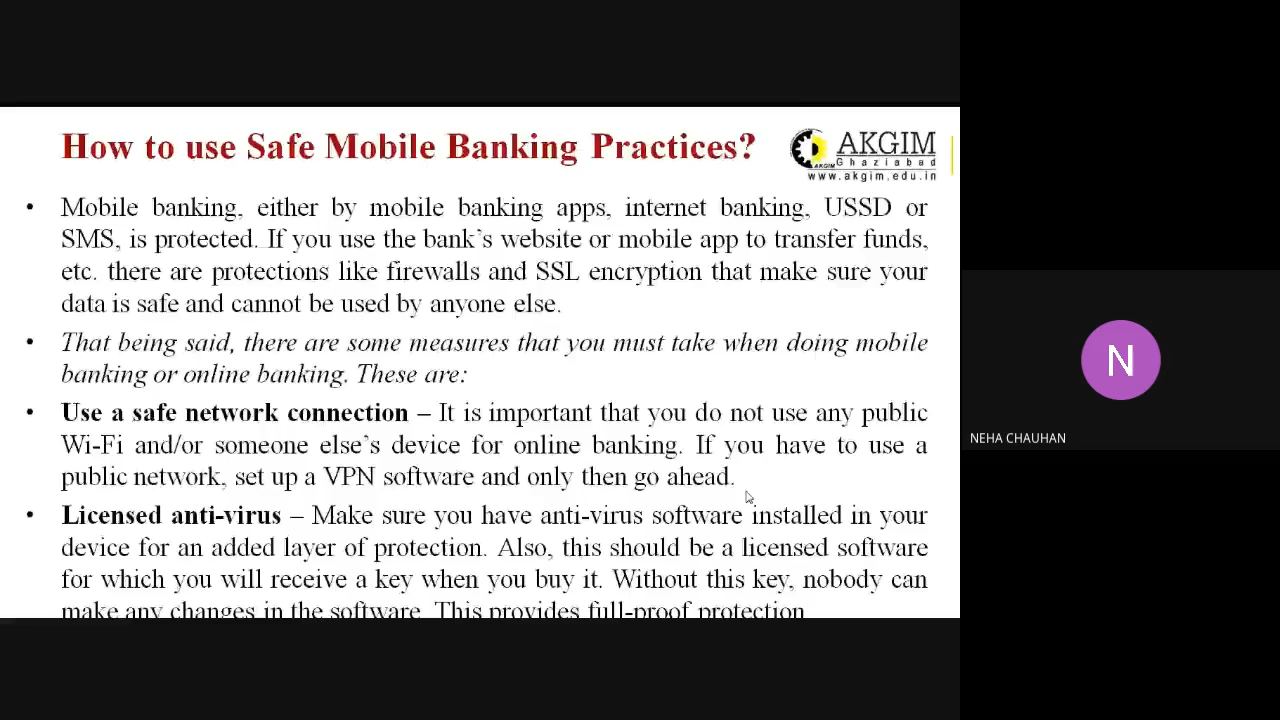 How to use Safe Mobile Banking Practices?
AKGIM
Ghaziabad
AKGIM
www.akgim.edu.in
• Mobile banking, either by mobile banking apps, internet banking, USSD or
SMS, is protected. If you use the bank's website or mobile app to transfer funds,
etc. there are protections like firewalls and SSL encryption that make sure your
data is safe and cannot be used by anyone else.
• That being said, there are some measures that you must take when doing mobile
banking or online banking. These are:
• Use a safe network connection – It is important that you do not use any public
Wi-Fi and/or someone else's device for online banking. If you have to use a
public network, set up a VPN software and only then go ahead.
• Licensed anti-virus – Make sure you have anti-virus software installed in your
device for an added layer of protection. Also, this should be a licensed software
for which you will receive a key when you buy it. Without this key, nobody can
make any changes in the software. This provides full-proof protection
N
NEHA CHAUHAN